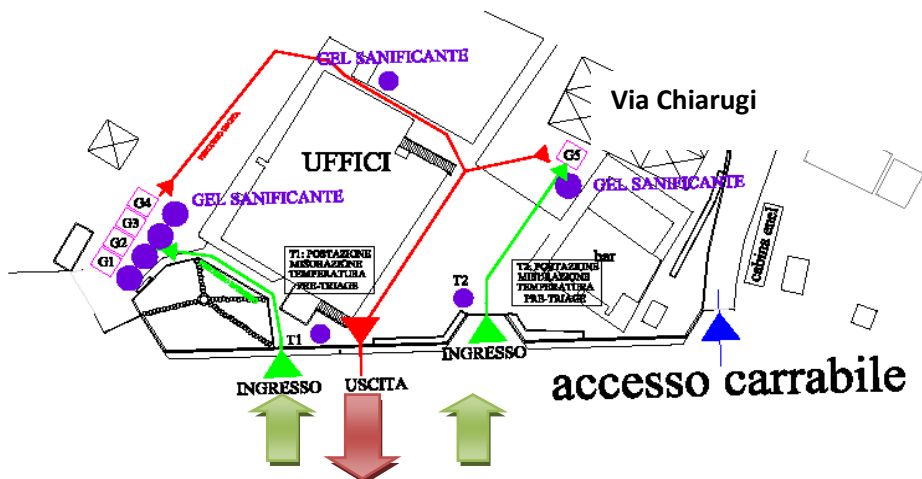 GEL SANIFICANTE
Via Chiarugi
UFFICI
G5
GEL SANIFICANTE
GEL SANIFICANTE
G4
G3
G2
G1
cabina enel
bar
T1: POSTAZIONE
MISURAZIONE
TEMPERATURA
PRE-TRIAGE
T2: POSTAZIONE
MISURAZIONE
TEMPERATURA
PRE-TRIAGE
T2
T1
INGRESSO
USCITA
INGRESSO
accesso carrabile